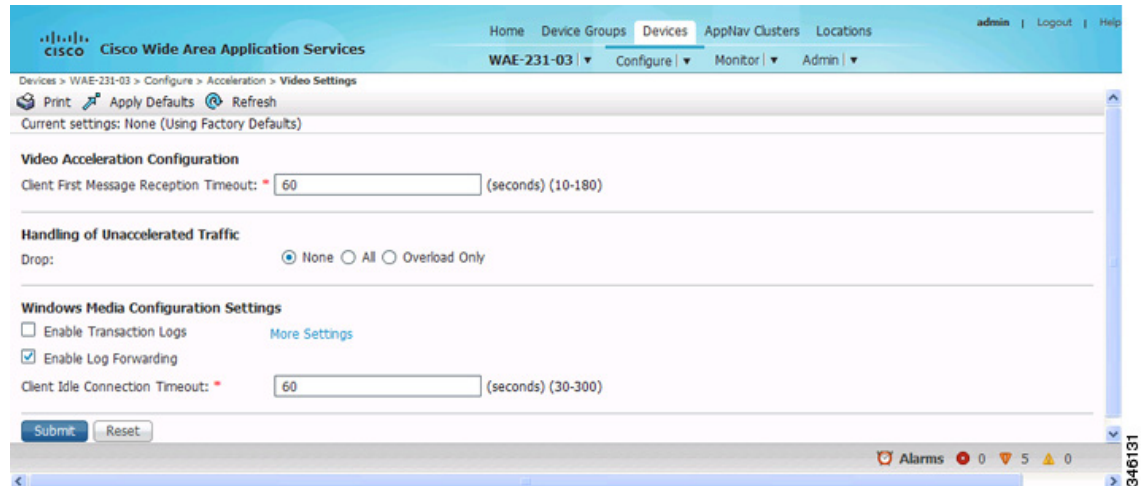 Home Device Groups Devices AppNav Clusters Locations
admin | Logout | Help
CISCO Cisco Wide Area Application Services
WAE-231-03 Configure Monitor Admin
Devices > WAE-231-03 > Configure > Acceleration > Video Settings
Print Apply Defaults Refresh
Current settings: None (Using Factory Defaults)
Video Acceleration Configuration
Client First Message Reception Timeout: * 60 (seconds) (10-180)
Handling of Unaccelerated Traffic
Drop: None All Overload Only
Windows Media Configuration Settings
Enable Transaction Logs More Settings
Enable Log Forwarding
Client Idle Connection Timeout: * 60 (seconds) (30-300)
Submit Reset
Alarms 0 5 0
346131